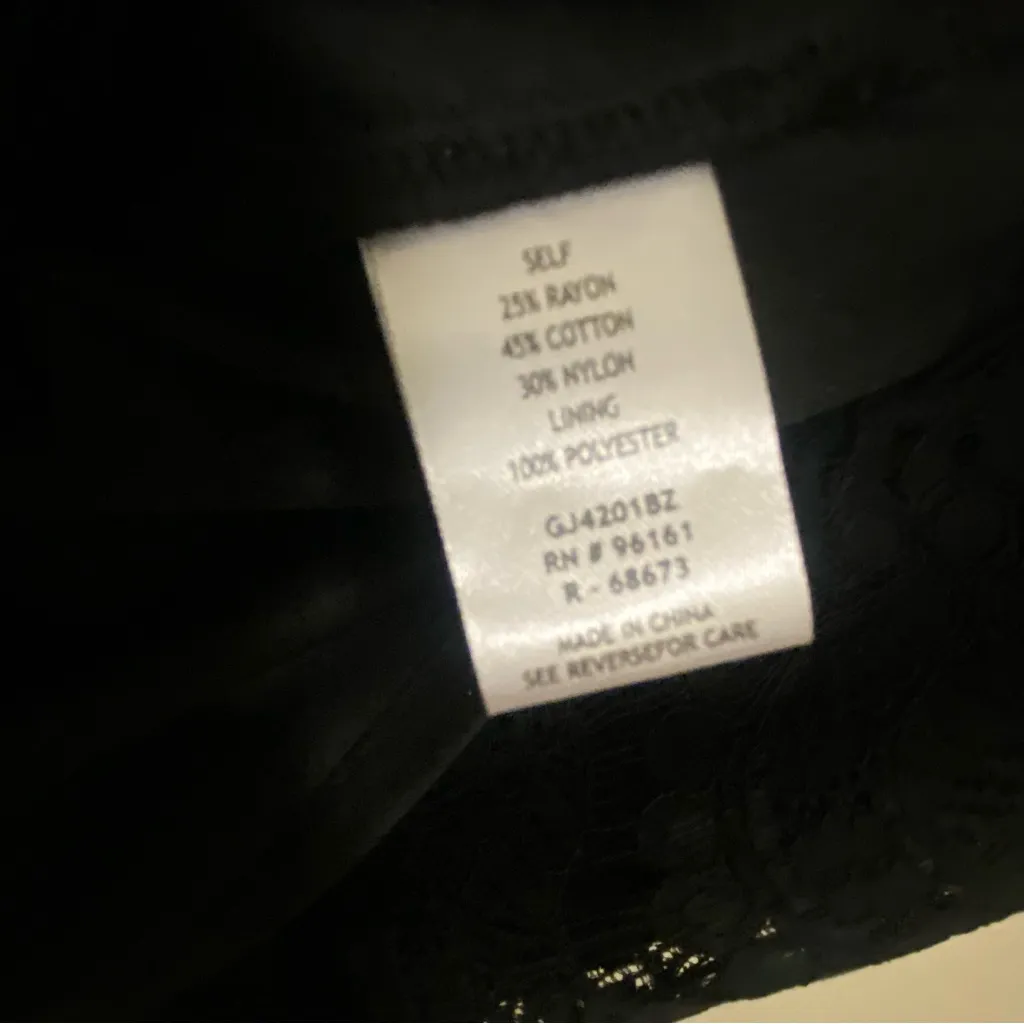 SELF
25% RAYON
45% COTTON
30% NYLON
LINING
100% POLYESTER
GJ4201BZ
RN # 96161
R - 68673
MADE IN CHINA
SEE REVERSEFOR CARE